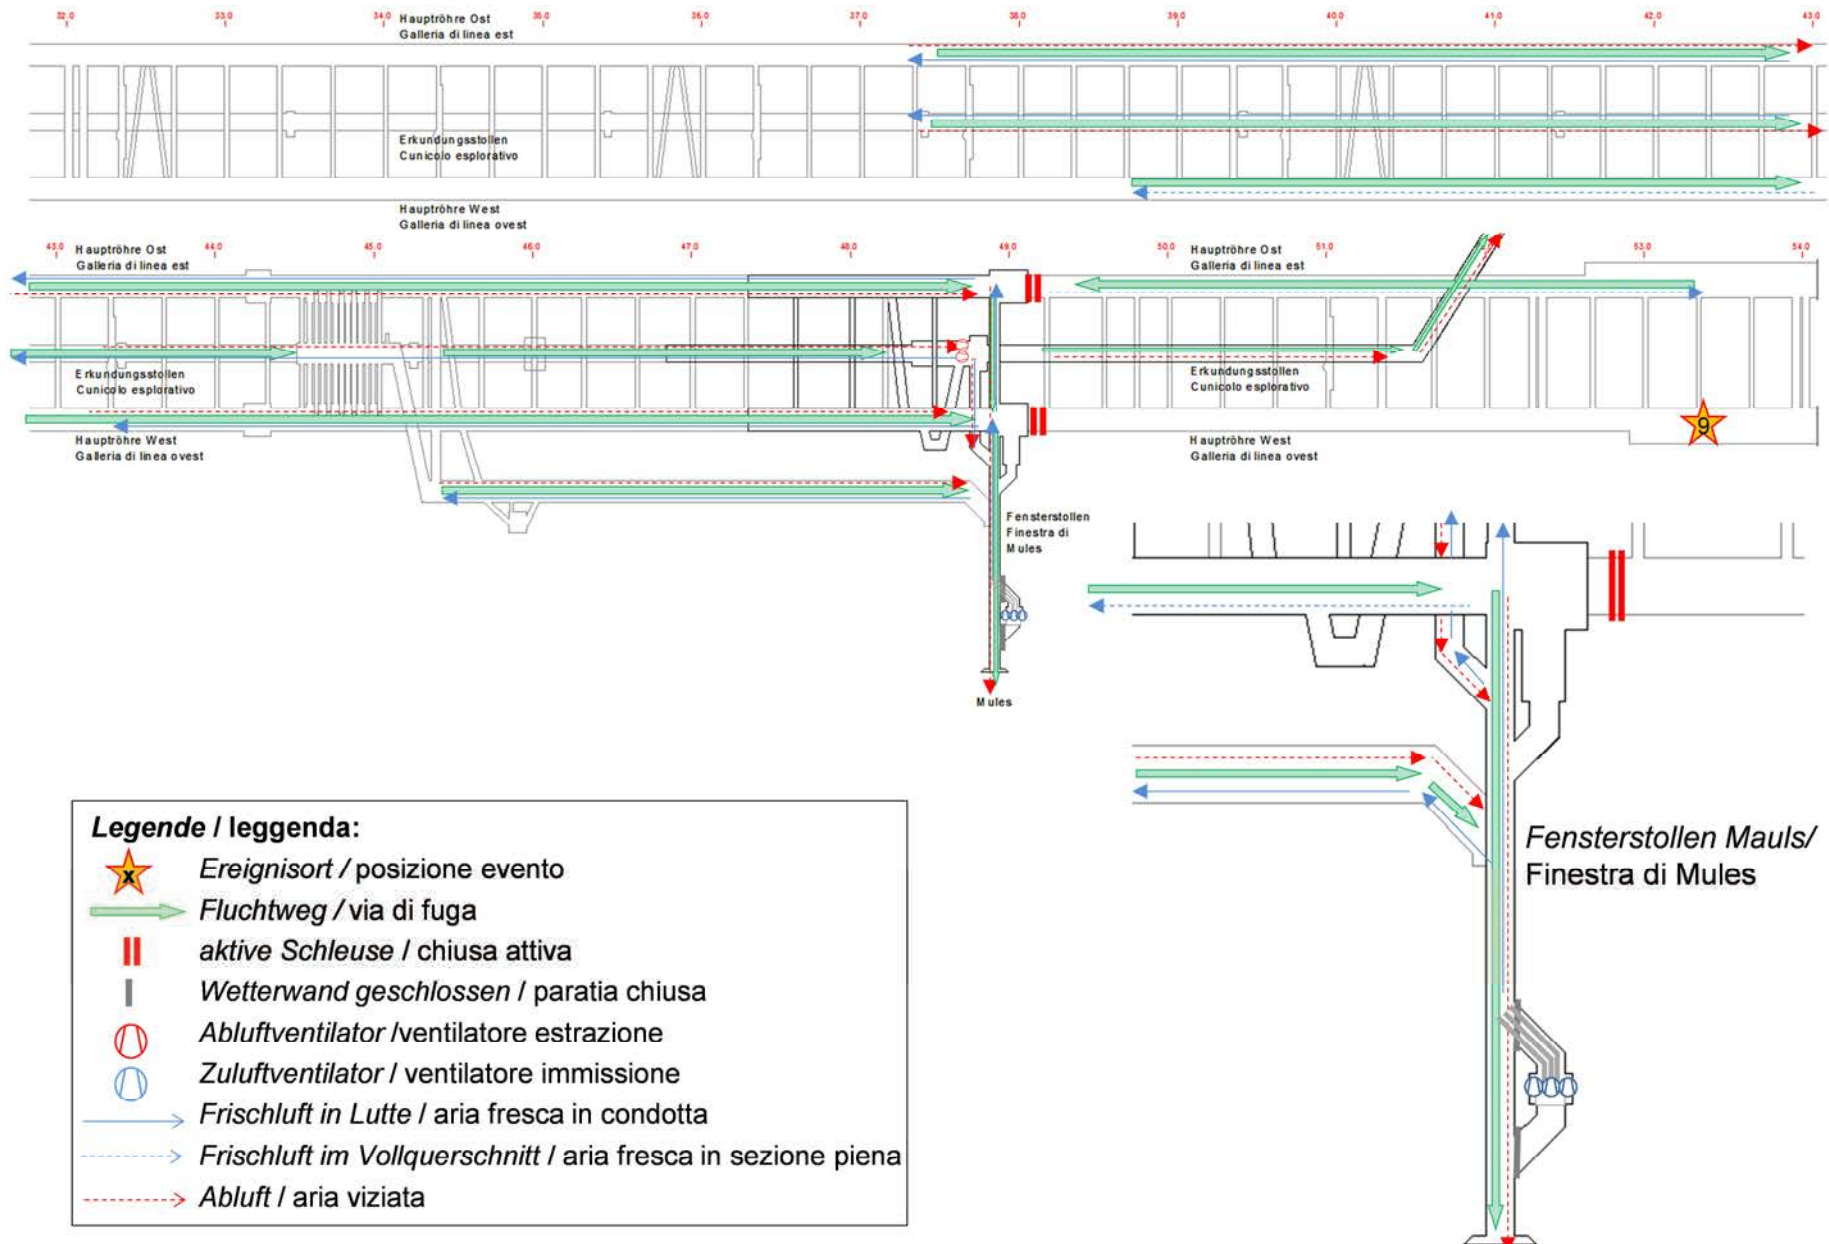 32.0 33.0 34.0 35.0 36.0 37.0 38.0 39.0 40.0 41.0 42.0 43.0
Hauptröhre Ost
Galleria di linea est
Erkundungsstollen
Cunicolo esplorativo
Hauptröhre West
Galleria di linea ovest
43.0 44.0 45.0 46.0 47.0 48.0 49.0 50.0 51.0 53.0 54.0
Hauptröhre Ost
Galleria di linea est
Hauptröhre Ost
Galleria di linea est
Erkundungsstollen
Cunicolo esplorativo
Erkundungsstollen
Cunicolo esplorativo
9
Hauptröhre West
Galleria di linea ovest
Hauptröhre West
Galleria di linea ovest
Fensterstollen
Finestra di
Mules
Mules
Fensterstollen Mauls/
Finestra di Mules
Legende / leggenda:
x
Ereignisort / posizione evento
Fluchtweg / via di fuga
aktive Schleuse / chiusa attiva
Wetterwand geschlossen / paratia chiusa
Abluftventilator /ventilatore estrazione
Zuluftventilator / ventilatore immissione
Frischluft in Lutte / aria fresca in condotta
Frischluft im Vollquerschnitt / aria fresca in sezione piena
Abluft / aria viziata